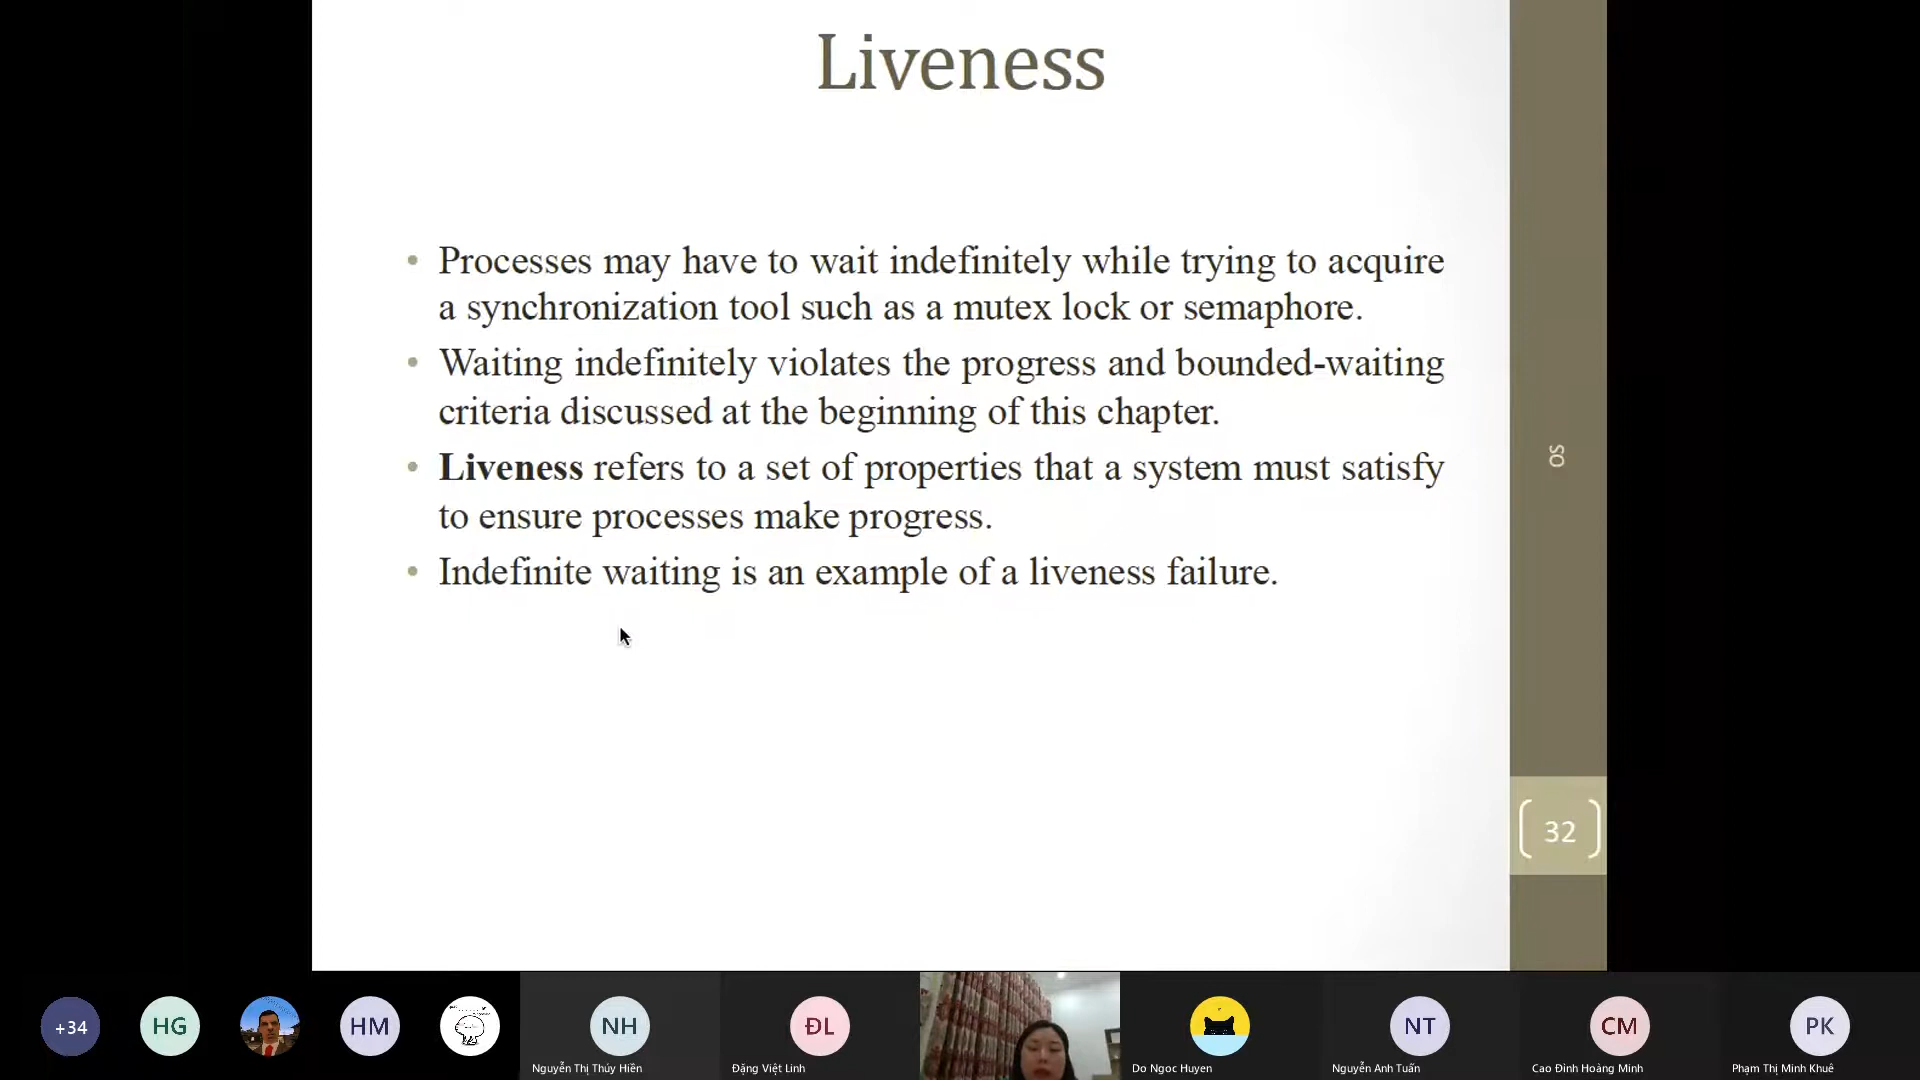 Liveness
• Processes may have to wait indefinitely while trying to acquire
a synchronization tool such as a mutex lock or semaphore.
• Waiting indefinitely violates the progress and bounded-waiting
criteria discussed at the beginning of this chapter.
• Liveness refers to a set of properties that a system must satisfy
to ensure processes make progress.
• Indefinite waiting is an example of a liveness failure.
OS
32
+34
HG
HM
NH
ĐL
NT
CM
PK
Nguyễn Thị Thúy Hiền
Đặng Việt Linh
Do Ngoc Huyen
Nguyễn Anh Tuấn
Cao Đình Hoàng Minh
Phạm Thị Minh Khuê